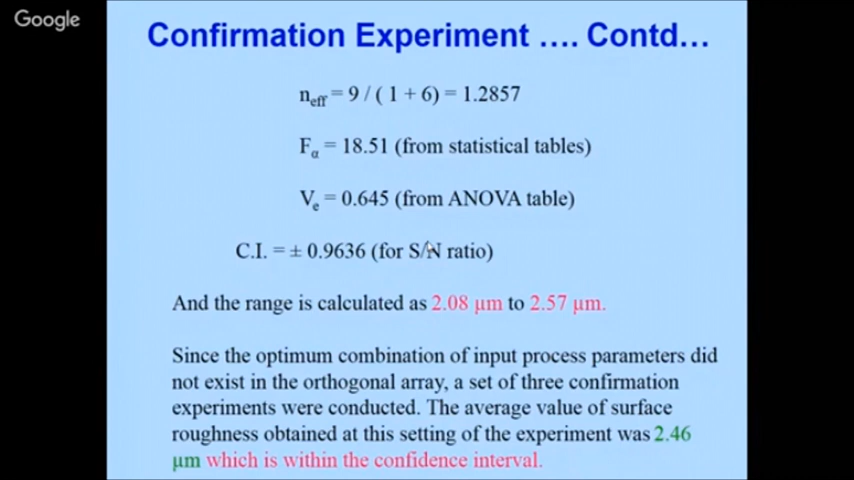 Google
Confirmation Experiment .... Contd...
neff = 9 / ( 1 + 6) = 1.2857
Fα = 18.51 (from statistical tables)
Ve = 0.645 (from ANOVA table)
C.I. = ± 0.9636 (for S/N ratio)
And the range is calculated as 2.08 µm to 2.57 µm.
Since the optimum combination of input process parameters did
not exist in the orthogonal array, a set of three confirmation
experiments were conducted. The average value of surface
roughness obtained at this setting of the experiment was 2.46
µm which is within the confidence interval.